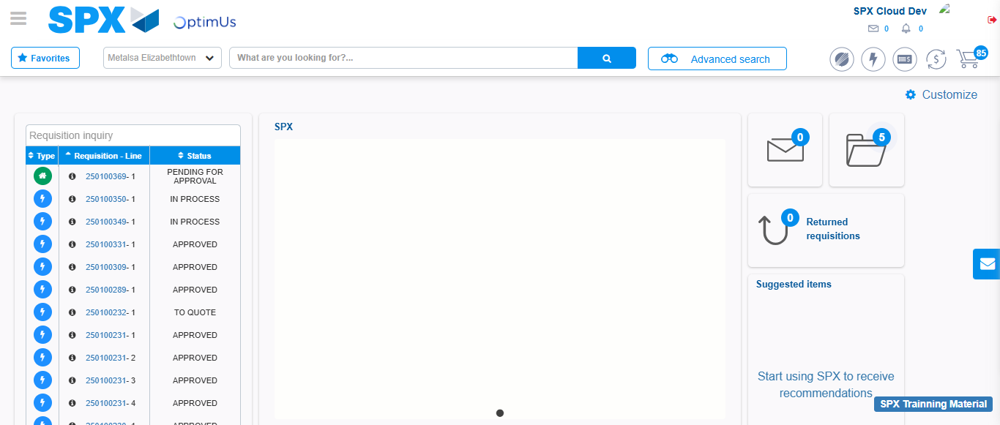 SPX
OptimUs
SPX Cloud Dev
0
0
Favorites
Metalsa Elizabethtown
What are you looking for?...
Advanced search
$
$
85
Customize
Requisition inquiry
Type
Requisition - Line
Status
250100369- 1
PENDING FOR
APPROVAL
250100350- 1
IN PROCESS
250100349- 1
IN PROCESS
250100331- 1
APPROVED
250100309- 1
APPROVED
250100289- 1
APPROVED
250100232- 1
TO QUOTE
250100231- 1
APPROVED
250100231- 2
APPROVED
250100231- 3
APPROVED
250100231- 4
APPROVED
250100230- 1
APPROVED
SPX
0
5
0
Returned
requisitions
Suggested items
Start using SPX to receive
recommendations
SPX Trainning Material